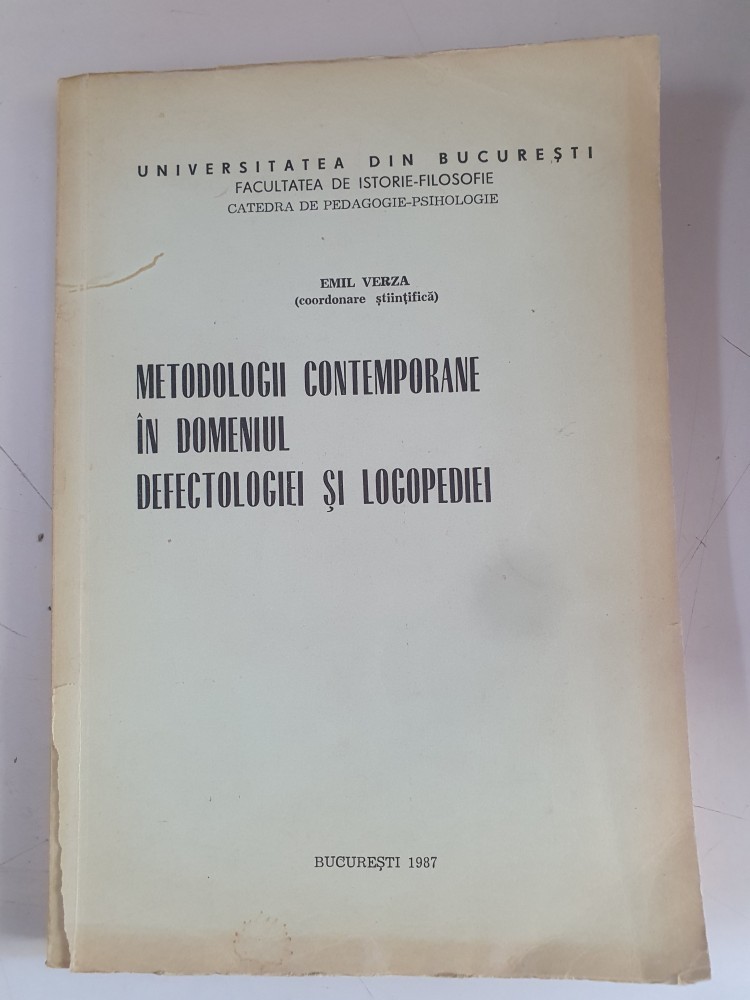 UNIVERSITATEA DIN BUCUREŞTI
FACULTATEA DE ISTORIE-FILOSOFIE
CATEDRA DE PEDAGOGIE-PSIHOLOGIE
EMIL VERZA
(coordonare ştiinţifică)
METODOLOGII CONTEMPORANE
ÎN DOMENIUL
DEFECTOLOGIEI ŞI LOGOPEDIEI
BUCUREŞTI 1987